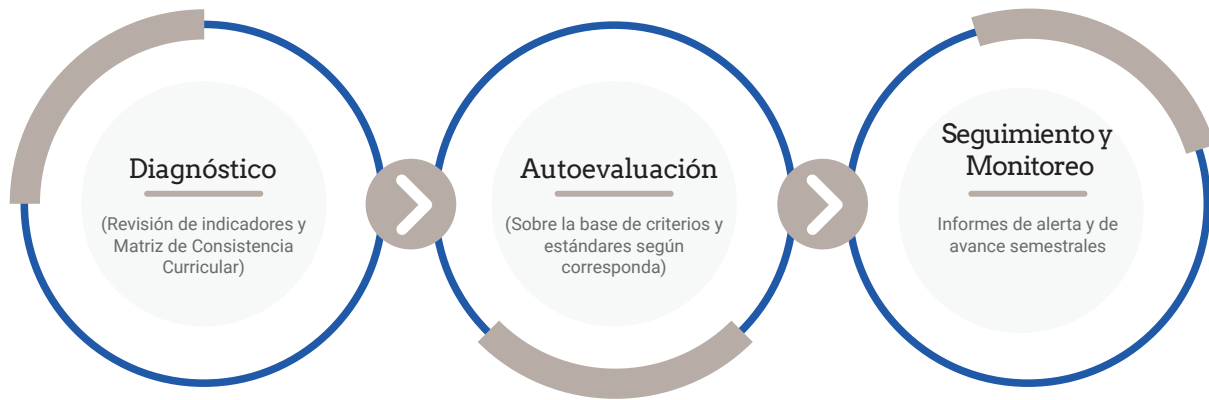 Diagnóstico
(Revisión de indicadores y
Matriz de Consistencia
Curricular)
Autoevaluación
(Sobre la base de criterios y
estándares según
corresponda)
Seguimiento y
Monitoreo
Informes de alerta y de
avance semestrales